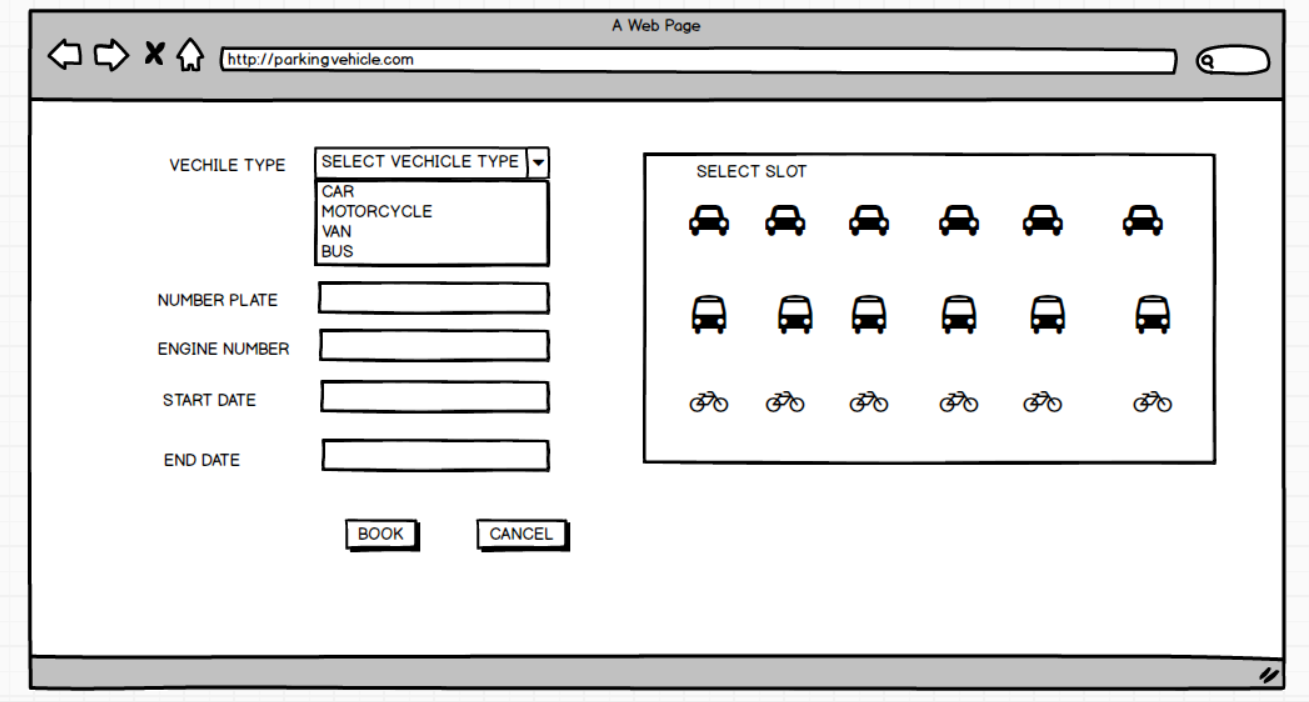 A Web Page
http://parkingvehicle.com
VECHILE TYPE
SELECT VECHICLE TYPE
CAR
MOTORCYCLE
VAN
BUS
NUMBER PLATE
ENGINE NUMBER
START DATE
END DATE
BOOK
CANCEL
SELECT SLOT